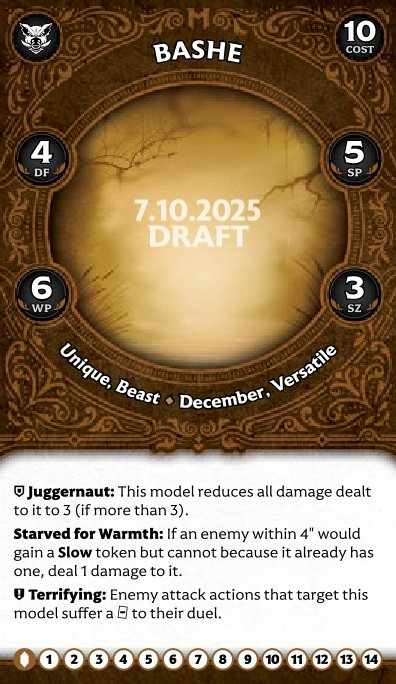 BASHE
10
COST
4
DF
5
SP
7.10.2025
DRAFT
6
WP
3
SZ
Unique, Beast ♦ December, Versatile
Juggernaut: This model reduces all damage dealt
to it to 3 (if more than 3).
Starved for Warmth: If an enemy within 4" would
gain a Slow token but cannot because it already has
one, deal 1 damage to it.
Terrifying: Enemy attack actions that target this
model suffer a to their duel.
1 2 3 4 5 6 7 8 9 10 11 12 13 14